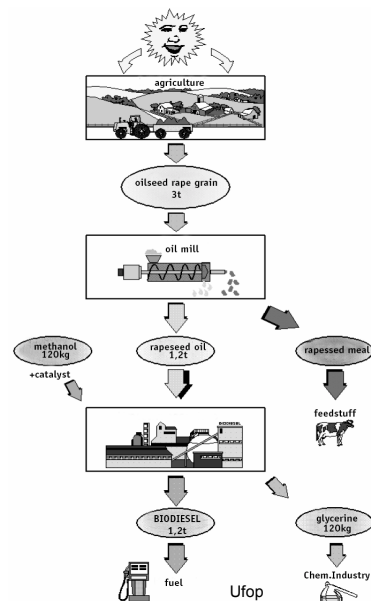 agriculture
oilseed rape grain
3t
oil mill
methanol
120kg
+catalyst
rapeseed oil
1,2t
rapessed meal
feedstuff
BIODIESEL
BIODIESEL
1,2t
glycerine
120kg
fuel
Chem.Industry
Ufop